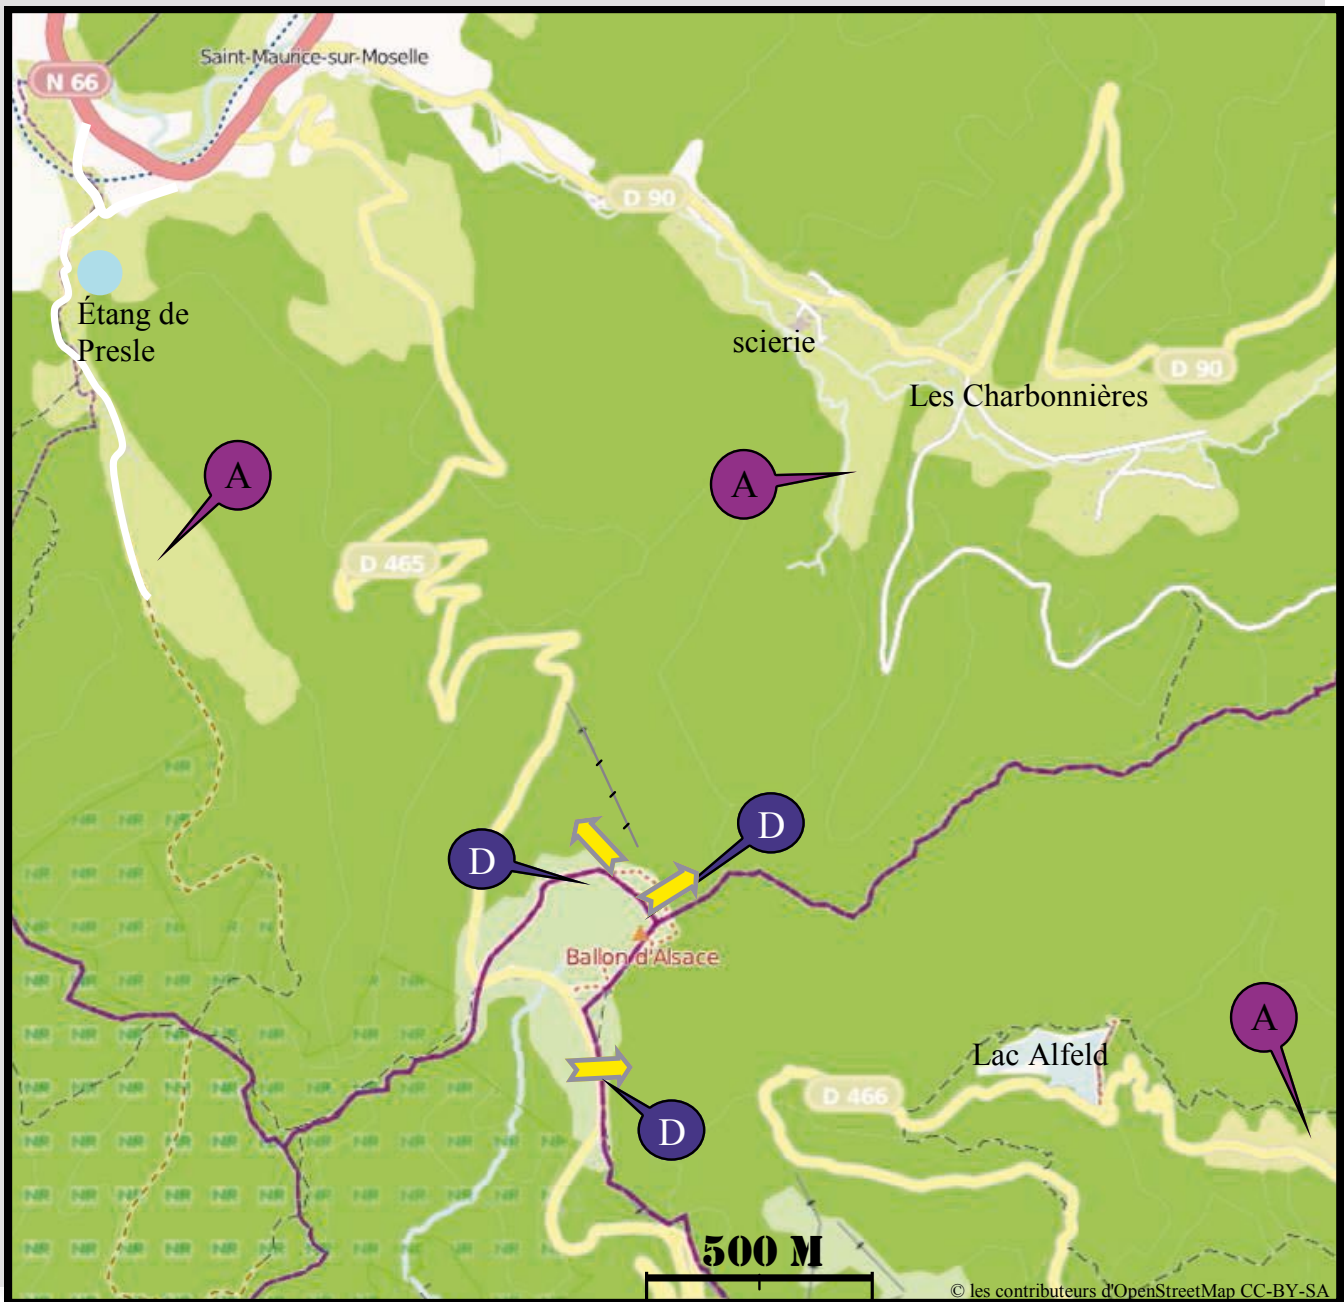 Saint-Maurice-sur-Moselle
N 66
D 90
Étang de
Presle
scierie
Les Charbonnières
D 90
A
A
D 465
D
D
Ballon d'Alsace
A
Lac Alfeld
D 466
D
500 M
© les contributeurs d'OpenStreetMap CC-BY-SA